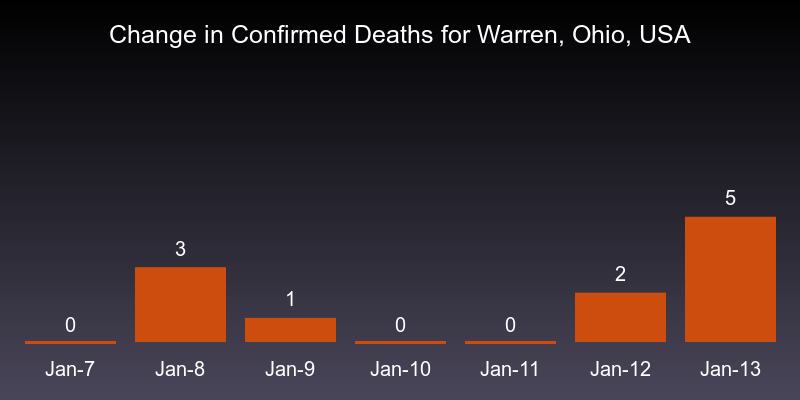 Change in Confirmed Deaths for Warren, Ohio, USA
0
3
1
0
0
2
5
Jan-7
Jan-8
Jan-9
Jan-10
Jan-11
Jan-12
Jan-13